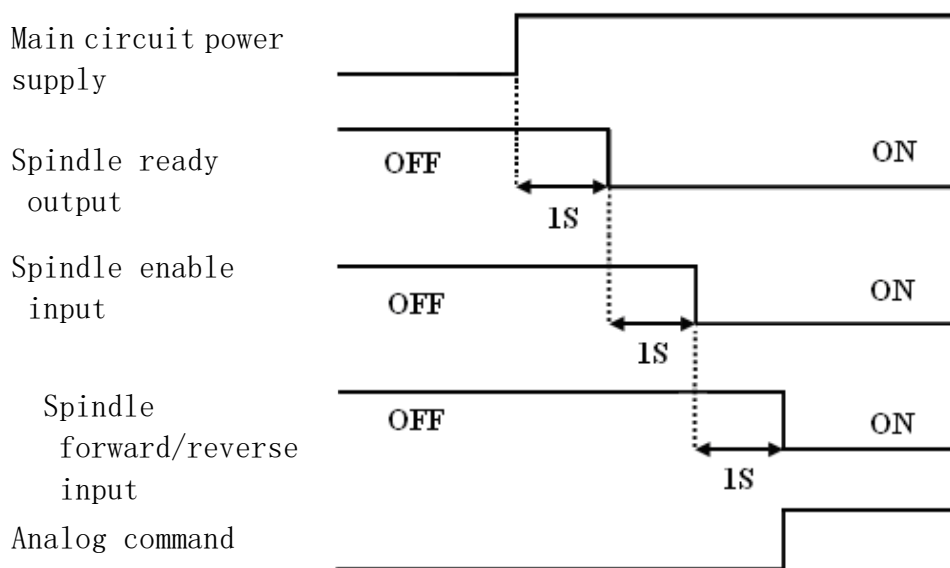 Main circuit power
supply
Spindle ready
output
OFF
ON
1S
Spindle enable
input
OFF
ON
1S
Spindle
forward/reverse
input
OFF
ON
1S
Analog command